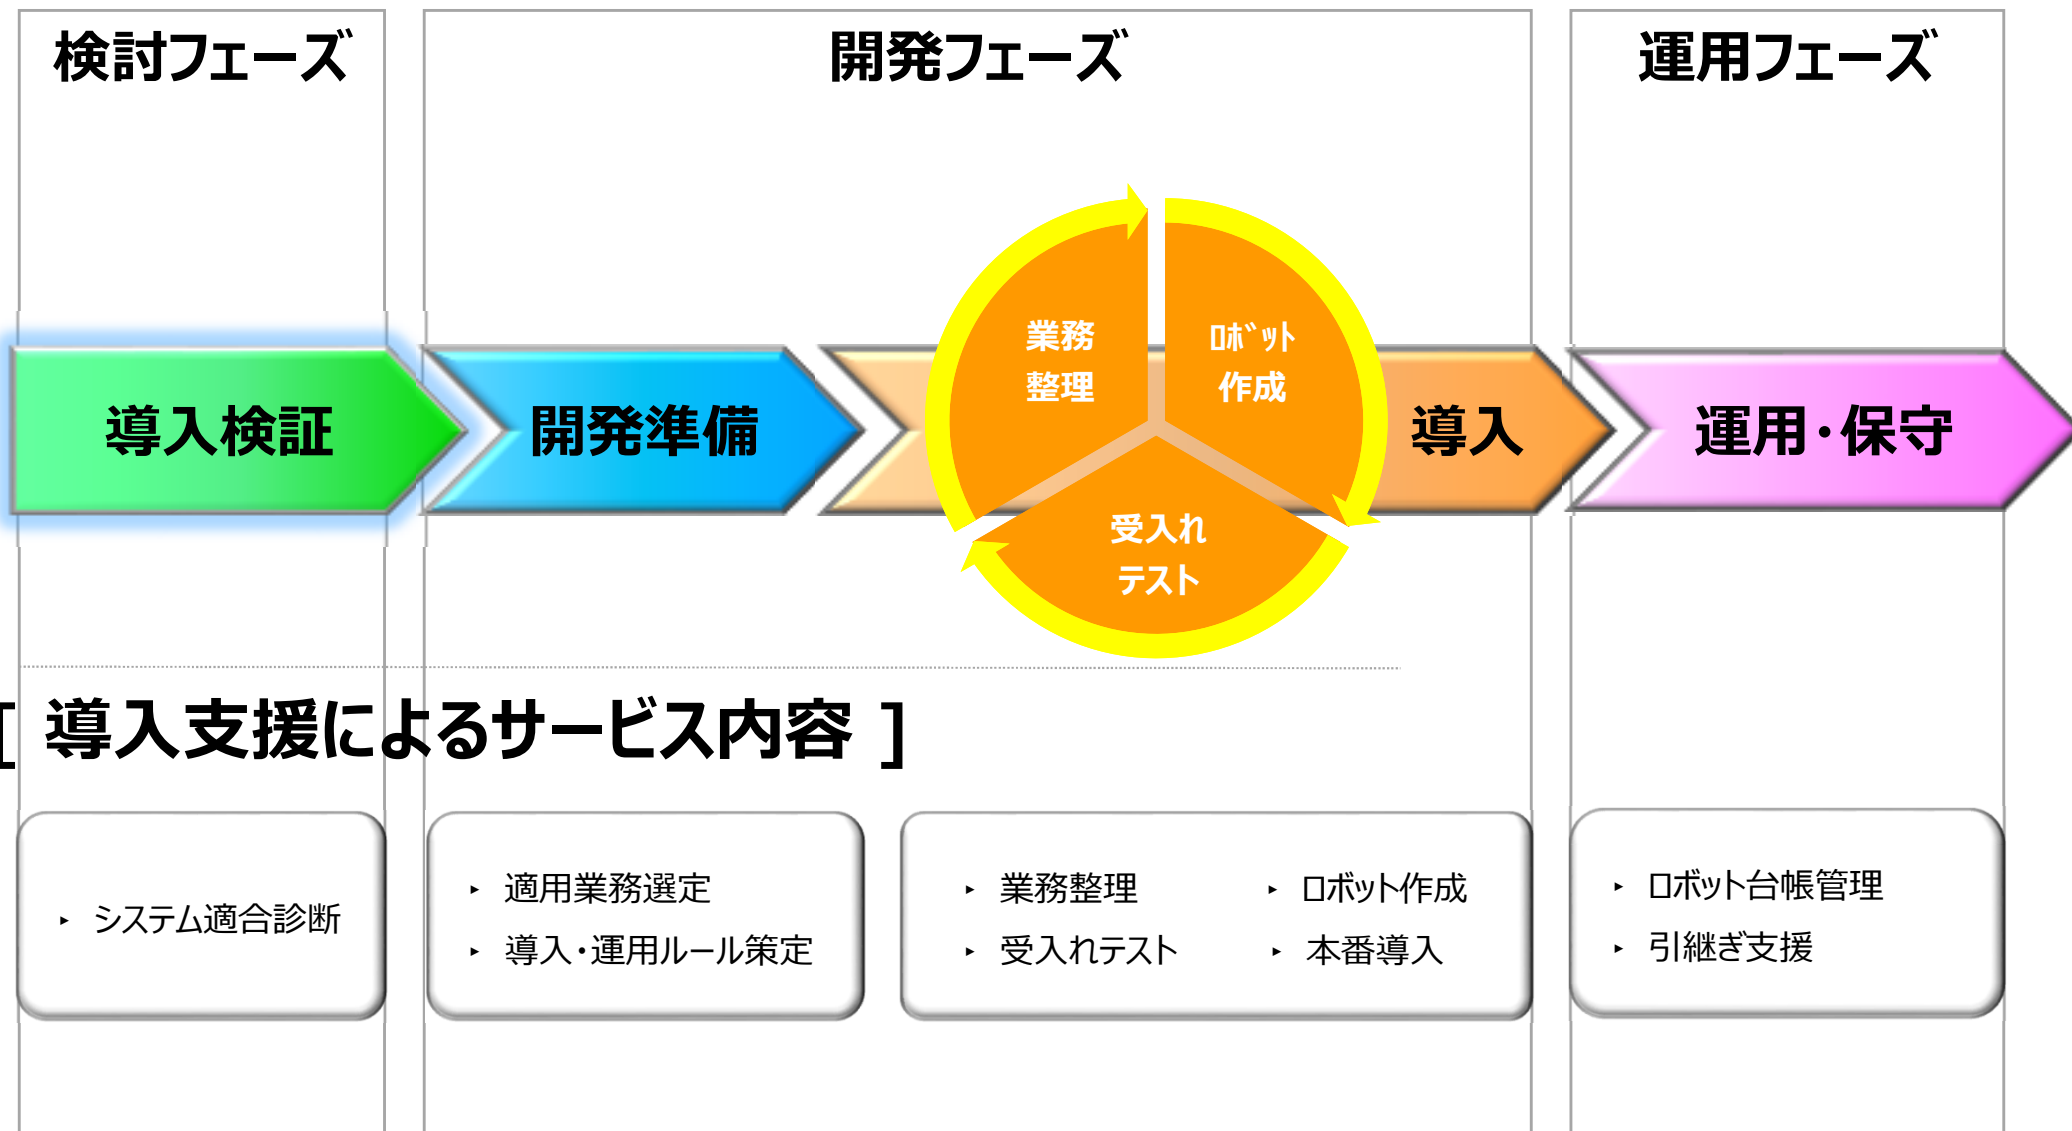 検討フェーズ
開発フェーズ
運用フェーズ
導入検証
開発準備
業務
整理
ﾛﾎﾞｯﾄ
作成
受入れ
テスト
導入
運用・保守
[ 導入支援によるサービス内容 ]
‣ システム適合診断
‣ 適用業務選定
‣ 導入・運用ルール策定
‣ 業務整理
‣ ロボット作成
‣ 受入れテスト
‣ 本番導入
‣ ロボット台帳管理
‣ 引継ぎ支援